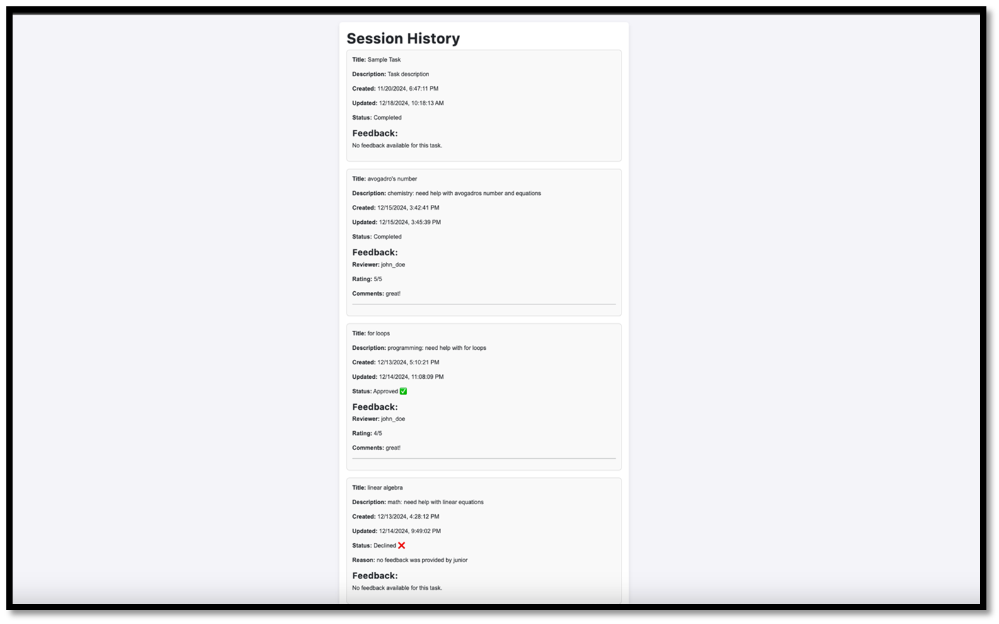 Session History
Title: Sample Task
Description: Task description
Created: 11/20/2024, 6:47:11 PM
Updated: 12/18/2024, 10:18:13 AM
Status: Completed
Feedback:
No feedback available for this task.
Title: avogadro's number
Description: chemistry: need help with avogadros number and equations
Created: 12/15/2024, 3:42:41 PM
Updated: 12/15/2024, 3:45:39 PM
Status: Completed
Feedback:
Reviewer: john_doe
Rating: 5/5
Comments: great!
Title: for loops
Description: programming: need help with for loops
Created: 12/13/2024, 5:10:21 PM
Updated: 12/14/2024, 11:08:09 PM
Status: Approved ✅
Feedback:
Reviewer: john_doe
Rating: 4/5
Comments: great!
Title: linear algebra
Description: math: need help with linear equations
Created: 12/13/2024, 4:28:12 PM
Updated: 12/14/2024, 9:49:02 PM
Status: Declined ❌
Reason: no feedback was provided by junior
Feedback:
No feedback available for this task.